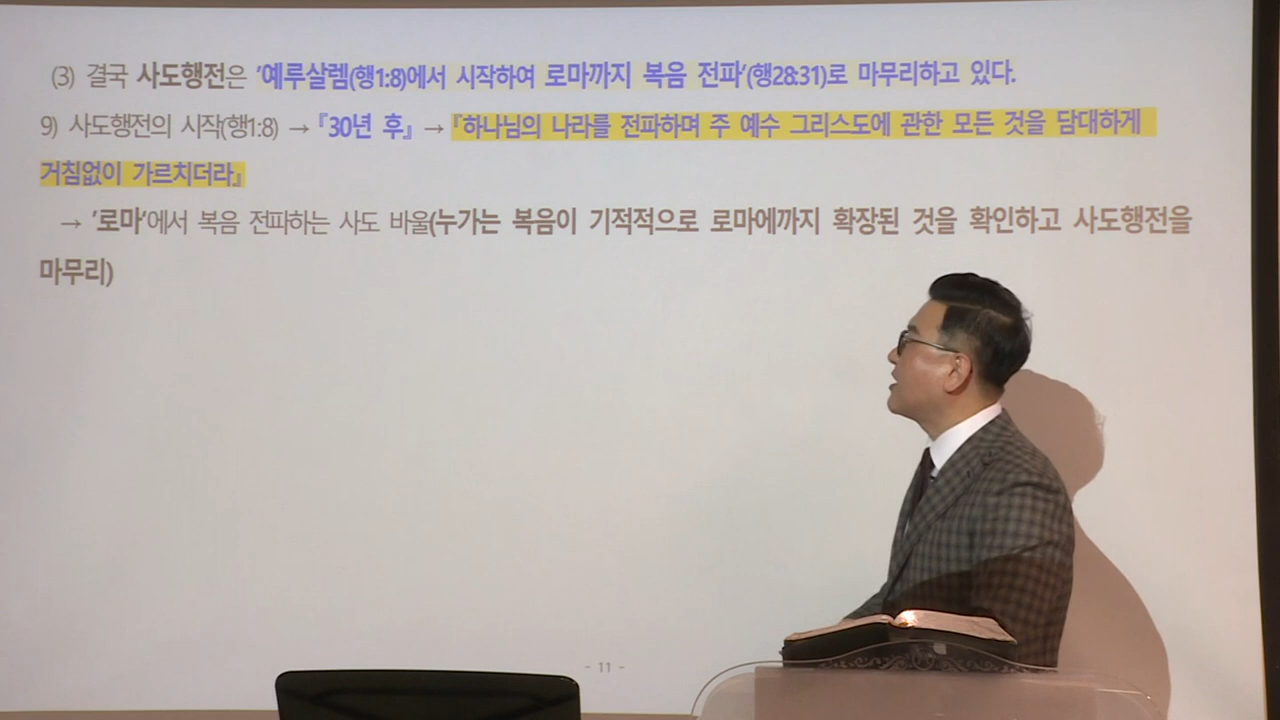 (3) 결국 사도행전은 '예루살렘(행1:8)에서 시작하여 로마까지 복음 전파'(행28:31)로 마무리하고 있다.
9) 사도행전의 시작(행1:8) → 『30년 후』 → 『하나님의 나라를 전파하며 주 예수 그리스도에 관한 모든 것을 담대하게
거침없이 가르치더라』
→ '로마'에서 복음 전파하는 사도 바울(누가는 복음이 기적적으로 로마에까지 확장된 것을 확인하고 사도행전을
마무리)
- 11 -